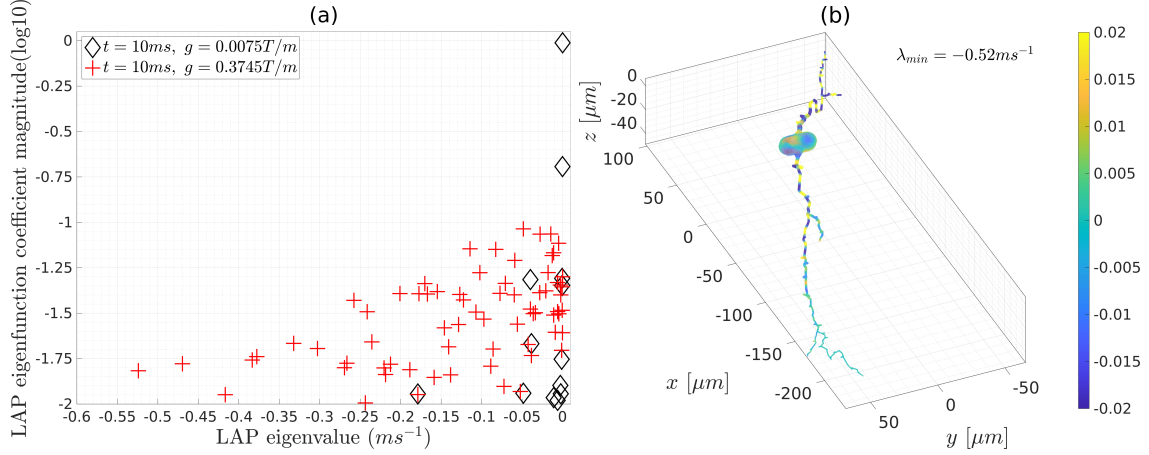 (a)
LAP eigenfunction coefficient magnitude(log10)
t = 10ms, g = 0.0075T/m
t = 10ms, g = 0.3745T/m
0
-0.25
-0.5
-0.75
-1
-1.25
-1.5
-1.75
-2
-0.6 -0.55 -0.5 -0.45 -0.4 -0.35 -0.3 -0.25 -0.2 -0.15 -0.1 -0.05 0
LAP eigenvalue (ms⁻¹)
(b)
λmin = −0.52ms⁻¹
z [μm]
0
-20
-40
100
50
0
-50
-100
-150
-200
x [μm]
50
0
-50
y [μm]
0.02
0.015
0.01
0.005
0
-0.005
-0.01
-0.015
-0.02